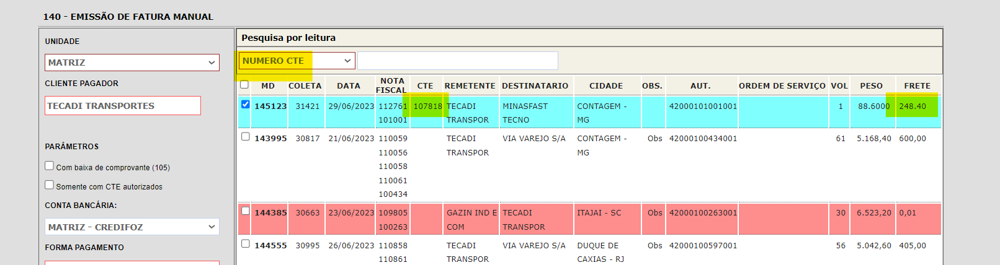 140 - EMISSÃO DE FATURA MANUAL
UNIDADE
MATRIZ
CLIENTE PAGADOR
TECADI TRANSPORTES
PARÂMETROS
Com baixa de comprovante (105)
Somente com CTE autorizados
CONTA BANCÁRIA:
MATRIZ - CREDIFOZ
FORMA PAGAMENTO
Pesquisa por leitura
NUMERO CTE
MD COLETA DATA NOTA FISCAL CTE REMETENTE DESTINATARIO CIDADE OBS. AUT. ORDEM DE SERVIÇO VOL PESO FRETE
145123 31421 29/06/2023 112761 107818 TECADI MINASFAST CONTAGEM - 42000101001001 1 88.6000 248.40
101001 TRANSPOR TECNO MG
143995 30817 21/06/2023 110059 TECADI VIA VAREJO S/A CONTAGEM - Obs 42000100434001 61 5.168,40 600,00
110056 TRANSPOR MG
110058
110061
100434
144385 30663 23/06/2023 109805 GAZIN IND E TECADI ITAJAI - SC Obs 42000100263001 30 6.523,20 0,01
100263 COM TRANSPOR
144555 30995 26/06/2023 110858 TECADI VIA VAREJO S/A DUQUE DE Obs 42000100597001 56 5.042,60 405,00
110861 TRANSPOR CAXIAS - RJ